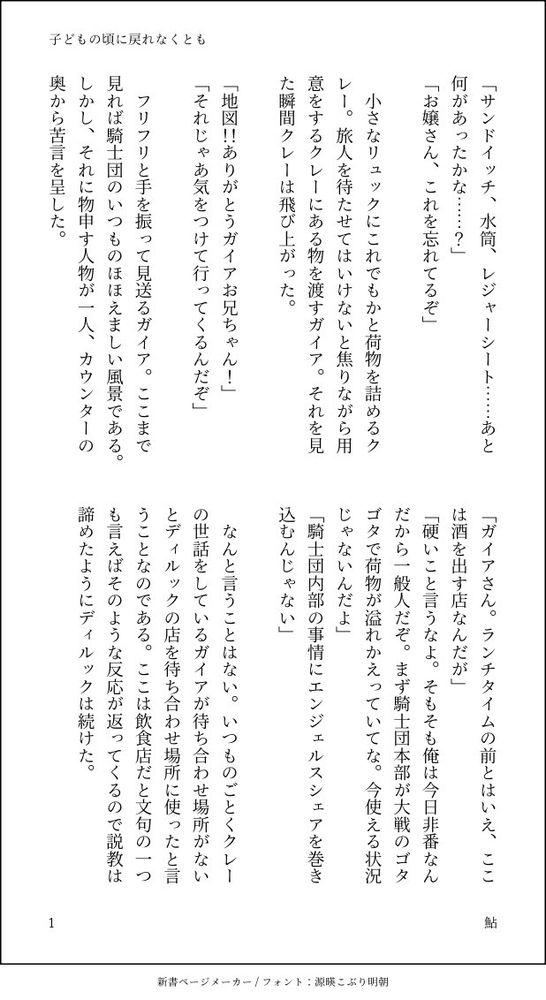 子どもの頃に戻れなくとも
「サンドイッチ、水筒、レジャーシート……あと
何があったかな……？」
「お嬢さん、これを忘れてるぞ」
小さなリュックにこれでもかと荷物を詰めるク
レー。旅人を待たせてはいけないと焦りながら用
意をするクレーにある物を渡すガイア。それを見
た瞬間クレーは飛び上がった。
「地図!!ありがとうガイアお兄ちゃん！」
「それじゃあ気をつけて行ってくるんだぞ」
フリフリと手を振って見送るガイア。ここまで
見れば騎士団のいつものほほえましい風景である。
しかし、それに物申す人物が一人、カウンターの
奥から苦言を呈した。
「ガイアさん。ランチタイムの前とはいえ、ここ
は酒を出す店なんだが」
「硬いこと言うなよ。そもそも俺は今日非番なん
だから一般人だぞ。まず騎士団本部が大戦のゴタ
ゴタで荷物が溢れかえっていてな。今使える状況
じゃないんだよ」
「騎士団内部の事情にエンジェルスシェアを巻き
込むんじゃない」
なんと言うことはない。いつものごとくクレー
の世話をしているガイアが待ち合わせ場所がない
とディルックの店を待ち合わせ場所に使ったと言
うことなのである。ここは飲食店だと文句の一つ
も言えばそのような反応が返ってくるので説教は
諦めたようにディルックは続けた。
鮎
1
新書ページメーカー / フォント：源暎こぶり明朝